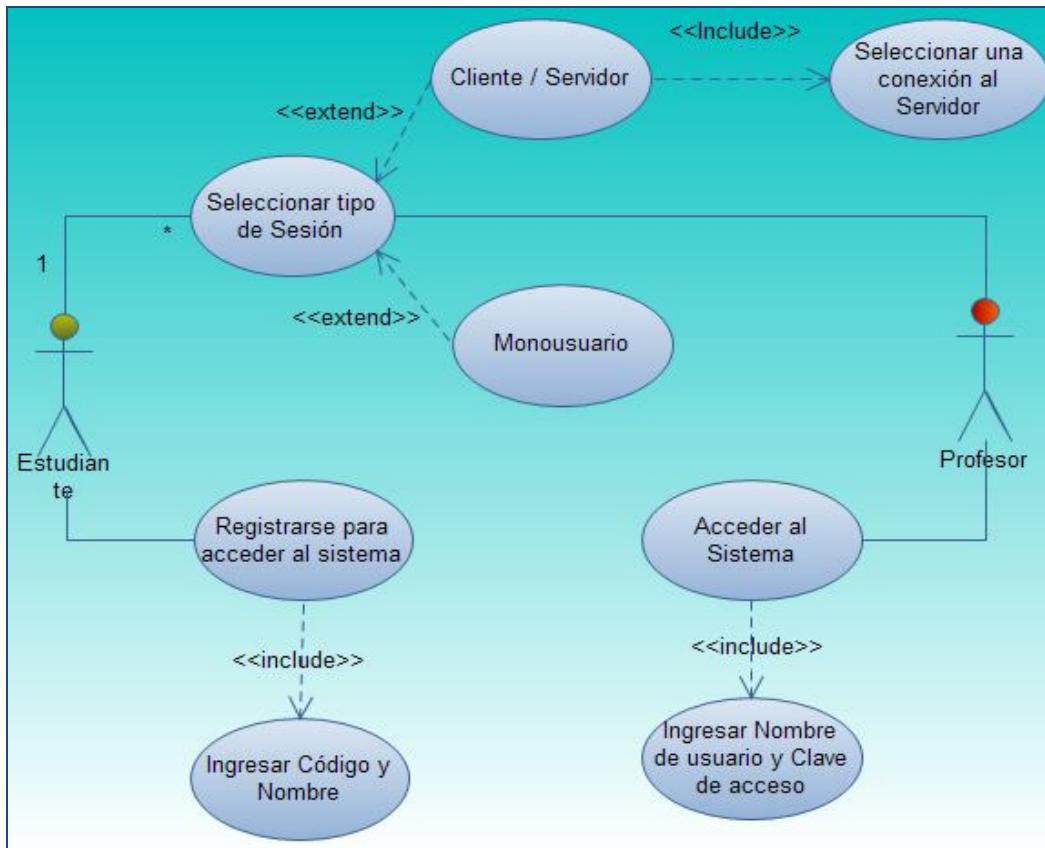 <<Include>>
Cliente / Servidor
Seleccionar una
conexión al
Servidor
<<extend>>
Seleccionar tipo
de Sesión
*
1
<<extend>>
Monousuario
Estudian
te
Profesor
Registrarse para
acceder al sistema
Acceder al
Sistema
<<include>>
<<include>>
Ingresar Código y
Nombre
Ingresar Nombre
de usuario y Clave
de acceso